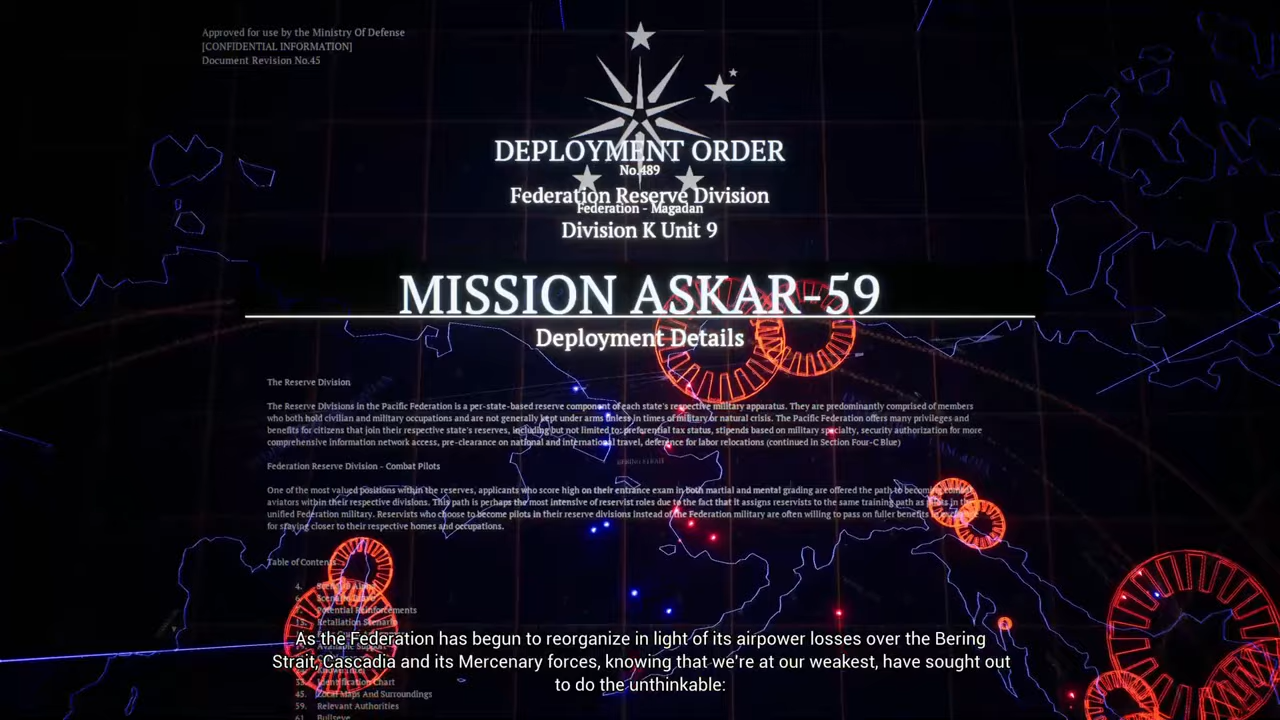 Approved for use by the Ministry Of Defense
[CONFIDENTIAL INFORMATION]
Document Revision No.45
DEPLOYMENT ORDER
No.489
Federation Reserve Division
Federation - Magadan
Division K Unit 9
MISSION ASKAR-59
Deployment Details
The Reserve Division
The Reserve Divisions in the Pacific Federation is a per-state-based reserve component of each state's respective military apparatus. They are predominantly comprised of members
who both hold civilian and military occupations and are not generally kept under arms unless in times of military or natural crisis. The Pacific Federation offers many privileges and
benefits for citizens that join their respective state's reserves, including but not limited to: preferential tax status, stipends based on military specialty, security authorization for more
comprehensive information network access, pre-clearance on national and international travel, deference for labor relocations (continued in Section Four-C Blue)
Federation Reserve Division - Combat Pilots
One of the most valued positions within the reserves, applicants who score high on their entrance exam in both martial and mental grading are offered the path to becoming combat
aviators within their respective divisions. This path is perhaps the most intensive of reservist roles due to the fact that it assigns reservists to the same training path as pilots in the
unified Federation military. Reservists who choose to become pilots in their reserve divisions instead of the Federation military are often willing to pass on fuller benefits in exchange
for staying closer to their respective homes and occupations.
Table of Contents
4.
6.
7. Potential Reinforcements
13. Retaliation Scenario
Identification Chart
45. Local Maps And Surroundings
59. Relevant Authorities
61. Bullseye
As the Federation has begun to reorganize in light of its airpower losses over the Bering
Strait, Cascadia and its Mercenary forces, knowing that we're at our weakest, have sought out
to do the unthinkable: